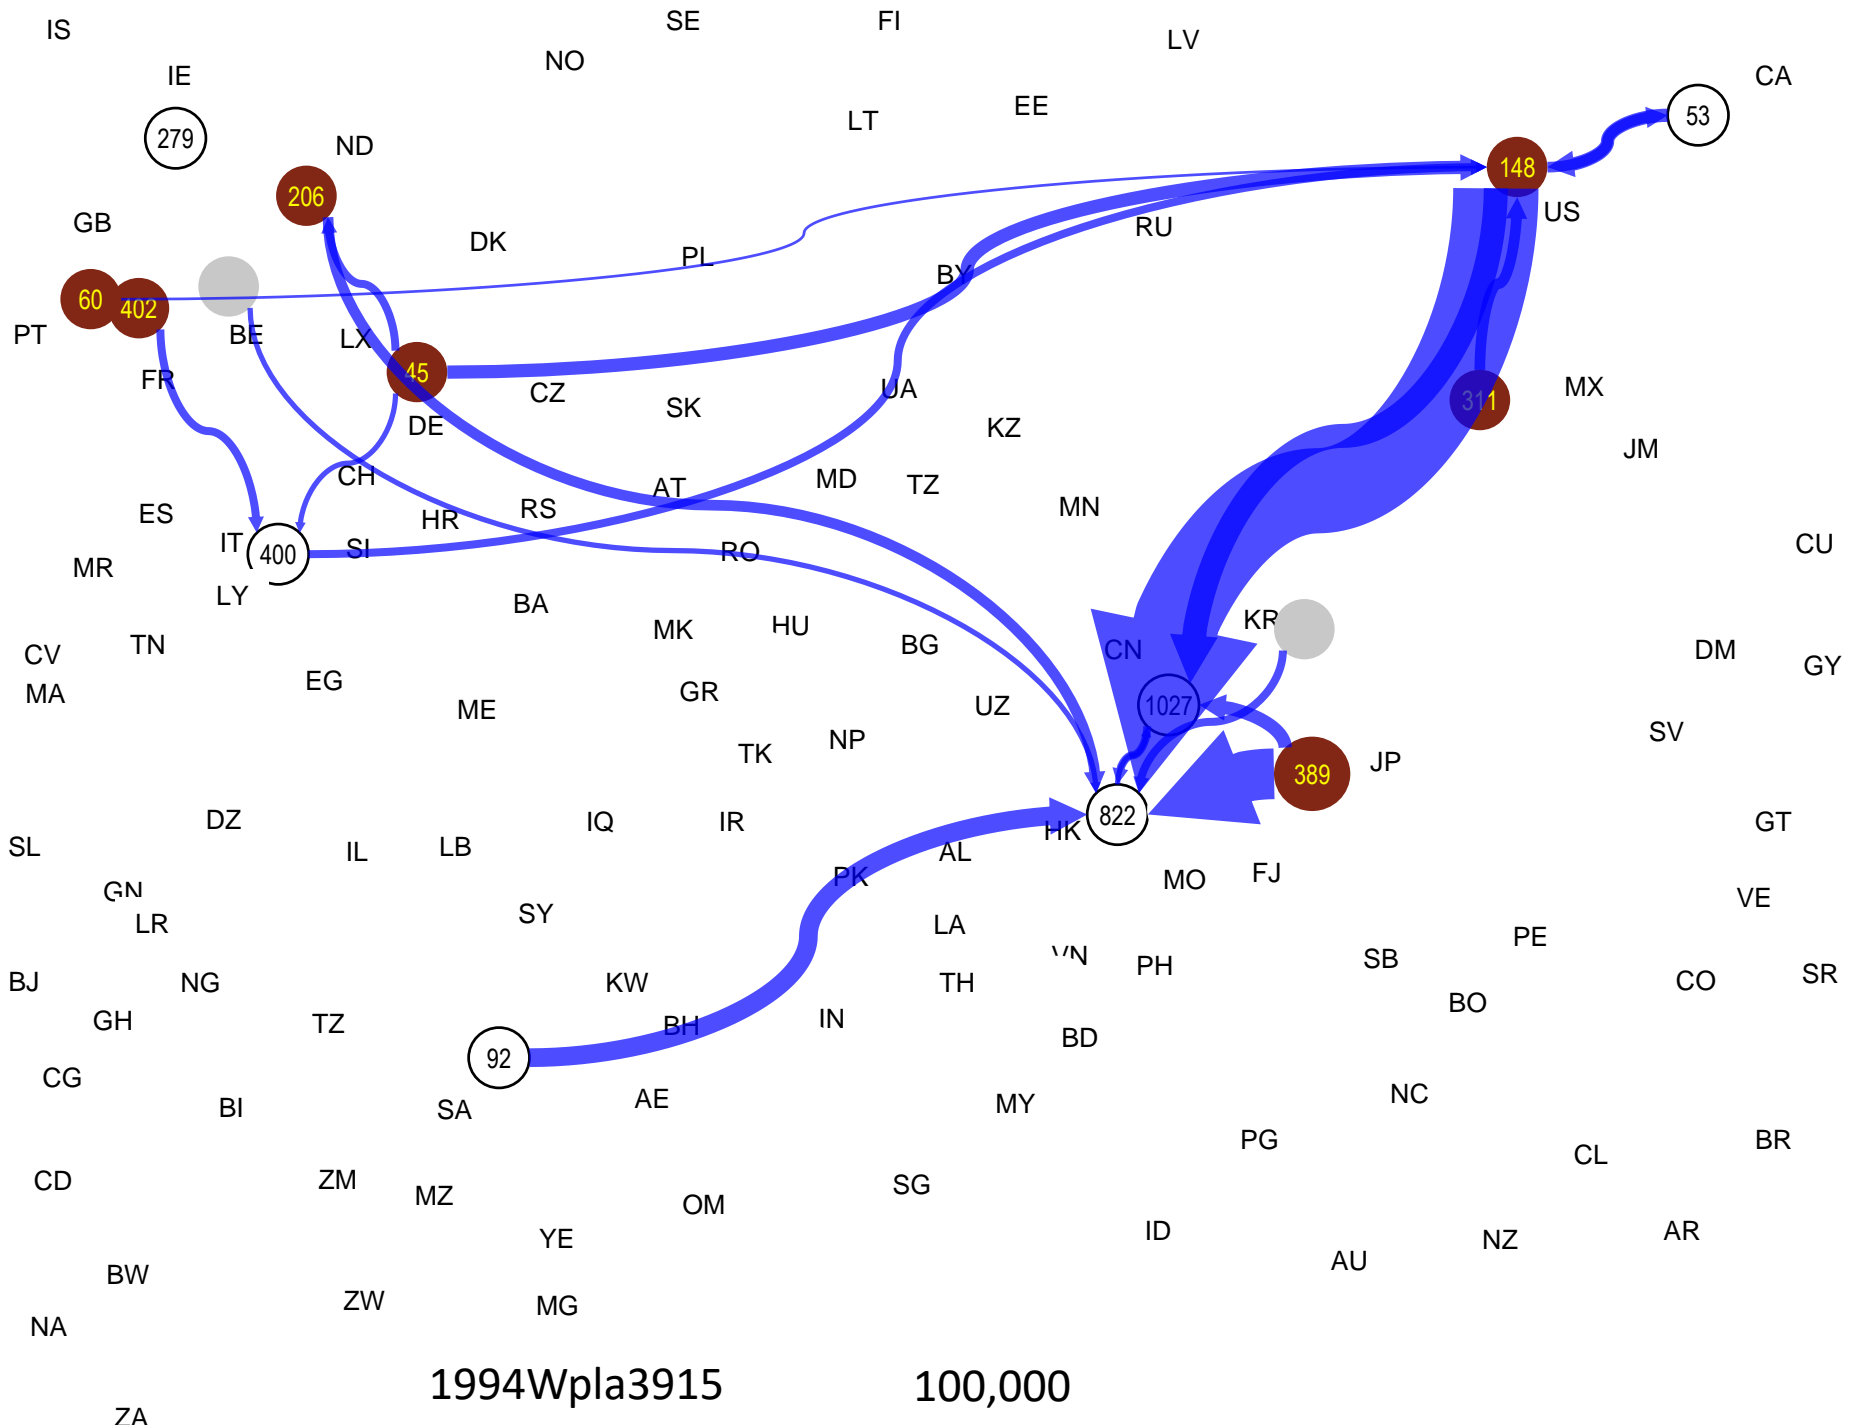 IS
SE
FI
LV
NO
IE
CA
279
LT
EE
53
ND
148
206
US
GB
DK
PL
RU
BY
60
402
PT
BE
LX
FR
45
CZ
UA
MX
311
SK
DE
KZ
JM
CH
AT
MD
TZ
MN
ES
HR
RS
IT
400
SI
RO
CU
MR
LY
BA
MK
HU
KR
TN
BG
CN
CV
DM
GY
MA
EG
GR
ME
UZ
1027
SV
TK
NP
JP
389
DZ
IQ
IR
HK
822
GT
SL
IL
LB
AL
PK
MO
FJ
GN
VE
LR
SY
LA
PE
VN
PH
SB
BJ
NG
KW
TH
CO
SR
BO
GH
TZ
BH
IN
BD
92
CG
BI
SA
AE
MY
NC
PG
BR
CL
CD
ZM
MZ
SG
OM
YE
ID
NZ
AR
AU
BW
ZW
MG
NA
1994Wpla3915
100,000
ZA